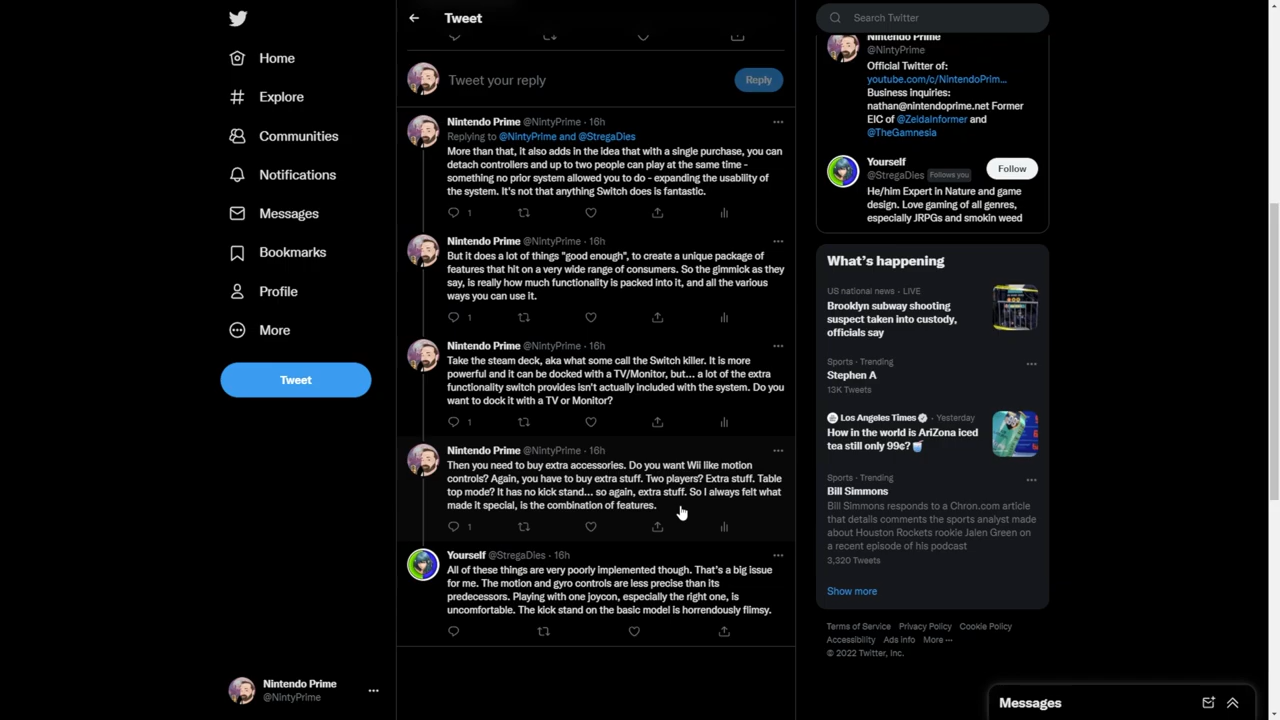 Home
Explore
Communities
Notifications
Messages
Bookmarks
Profile
More
Tweet
Nintendo Prime
@NintyPrime
Tweet
Tweet your reply
Reply
Nintendo Prime @NintyPrime · 16h
Replying to @NintyPrime and @StregaDies
More than that, it also adds in the idea that with a single purchase, you can
detach controllers and up to two people can play at the same time -
something no prior system allowed you to do - expanding the usability of
the system. It's not that anything Switch does is fantastic.
1
Nintendo Prime @NintyPrime · 16h
But it does a lot of things "good enough", to create a unique package of
features that hit on a very wide range of consumers. So the gimmick as they
say, is really how much functionality is packed into it, and all the various
ways you can use it.
1
Nintendo Prime @NintyPrime · 16h
Take the steam deck, aka what some call the Switch killer. It is more
powerful and it can be docked with a TV/Monitor, but... a lot of the extra
functionality switch provides isn't actually included with the system. Do you
want to dock it with a TV or Monitor?
1
Nintendo Prime @NintyPrime · 16h
Then you need to buy extra accessories. Do you want Wii like motion
controls? Again, you have to buy extra stuff. Two players? Extra stuff. Table
top mode? It has no kick stand... so again, extra stuff. So I always felt what
made it special, is the combination of features.
1
Yourself @StregaDies · 16h
All of these things are very poorly implemented though. That's a big issue
for me. The motion and gyro controls are less precise than its
predecessors. Playing with one joycon, especially the right one, is
uncomfortable. The kick stand on the basic model is horrendously flimsy.
Search Twitter
Nintendo Prime
@NintyPrime
Official Twitter of:
youtube.com/c/NintendoPrim...
Business inquiries:
nathan@nintendoprime.net Former
EIC of @ZeldaInformer and
@TheGamnesia
Yourself
@StregaDies Follows you
Follow
He/him Expert in Nature and game
design. Love gaming of all genres,
especially JRPGs and smokin weed
What's happening
US national news · LIVE
Brooklyn subway shooting
suspect taken into custody,
officials say
Sports · Trending
Stephen A
13K Tweets
Los Angeles Times · Yesterday
How in the world is AriZona iced
tea still only 99¢?
Sports · Trending
Bill Simmons
Bill Simmons responds to a Chron.com article
that details comments the sports analyst made
about Houston Rockets rookie Jalen Green on
a recent episode of his podcast
3,320 Tweets
Show more
Terms of Service Privacy Policy Cookie Policy
Accessibility Ads info More ···
© 2022 Twitter, Inc.
Messages